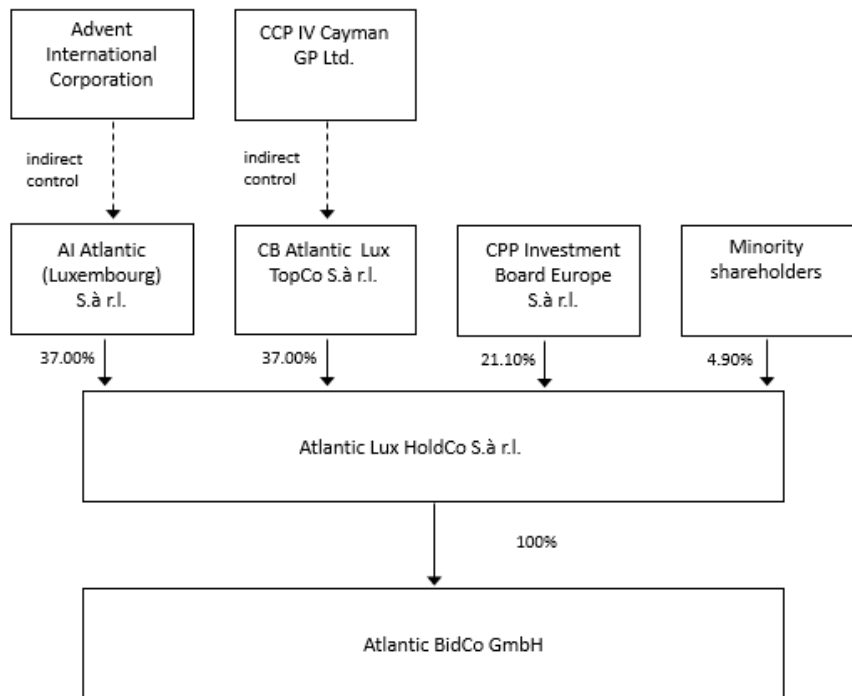 Advent
International
Corporation
CCP IV Cayman
GP Ltd.
indirect
control
indirect
control
AI Atlantic
(Luxembourg)
S.à r.l.
CB Atlantic Lux
TopCo S.à r.l.
CPP Investment
Board Europe
S.à r.l.
Minority
shareholders
37.00%
37.00%
21.10%
4.90%
Atlantic Lux HoldCo S.à r.l.
100%
Atlantic BidCo GmbH